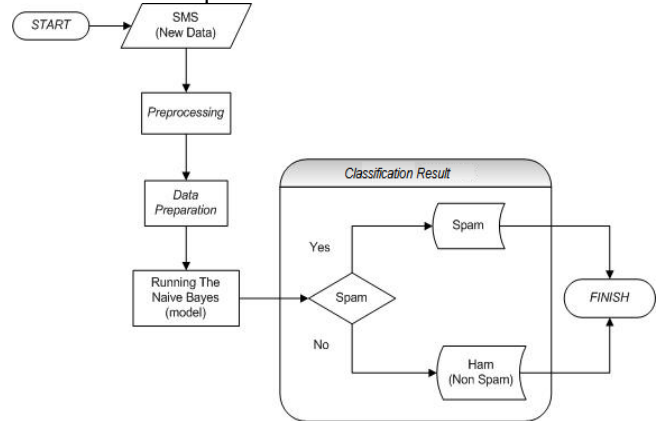 START
SMS
(New Data)
Preprocessing
Data
Preparation
Running The
Naive Bayes
(model)
Classification Result
Yes
Spam
No
Spam
Ham
(Non Spam)
FINISH